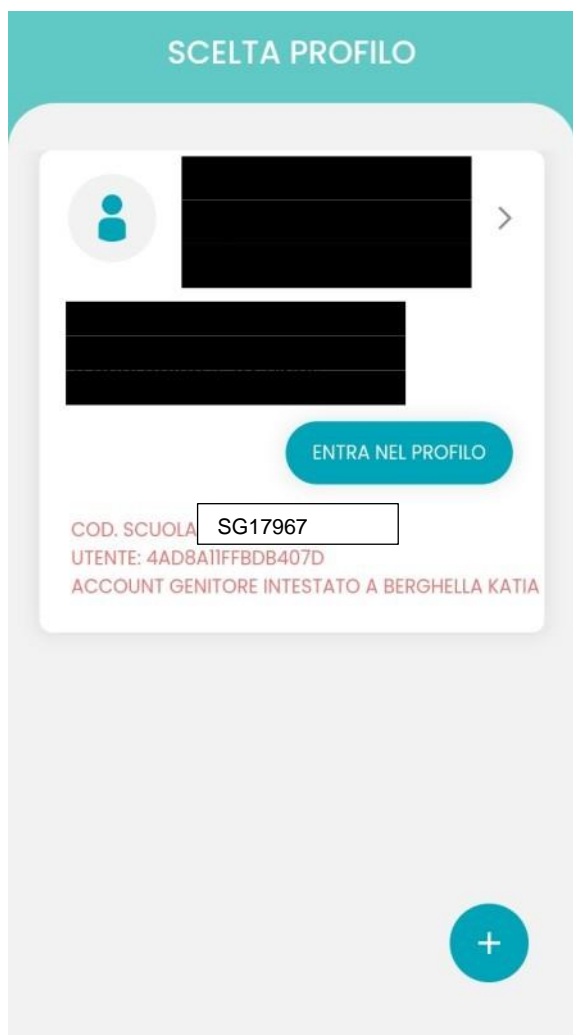 SCELTA PROFILO
ENTRA NEL PROFILO
COD. SCUOLA SG17967
UTENTE: 4AD8A11FFBDB407D
ACCOUNT GENITORE INTESTATO A BERGHELLA KATIA
+